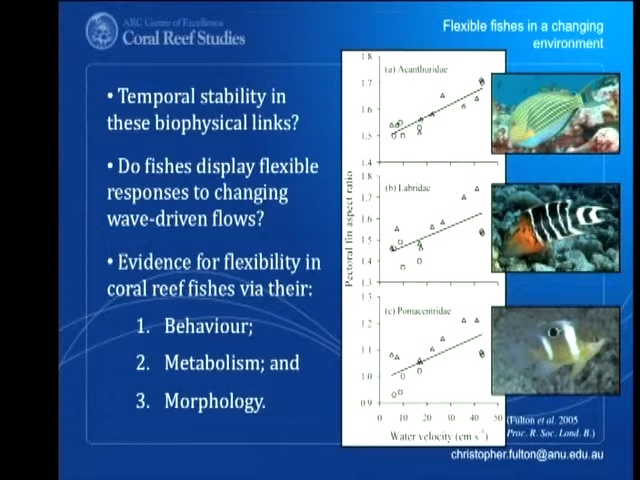 ARC Centre of Excellence
Coral Reef Studies
Flexible fishes in a changing
environment
• Temporal stability in
these biophysical links?
• Do fishes display flexible
responses to changing
wave-driven flows?
• Evidence for flexibility in
coral reef fishes via their:
1. Behaviour;
2. Metabolism; and
3. Morphology.
Pectoral fin aspect ratio
1.8
(a) Acanthuridae
1.7
1.6
1.5
1.4
1.8
(b) Labridae
1.7
1.6
1.5
1.4
1.3
1.3
(c) Pomacentridae
1.2
1.1
1.0
0.9
0 10 20 30 40 50
Water velocity (cm s⁻¹)
(Fulton et al. 2005
Proc. R. Soc. Lond. B.)
christopher.fulton@anu.edu.au